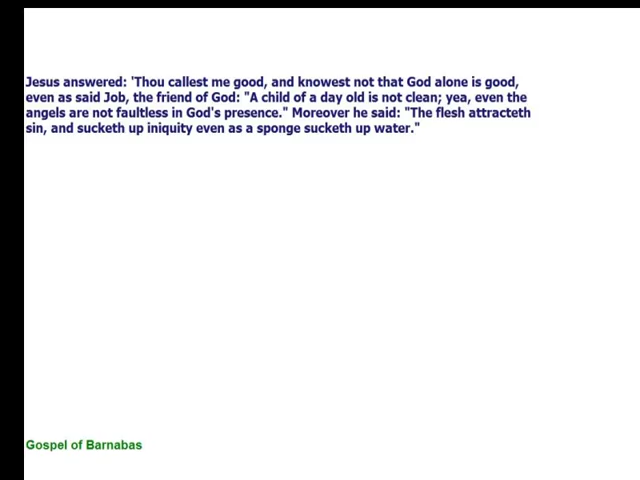 Jesus answered: 'Thou callest me good, and knowest not that God alone is good,
even as said Job, the friend of God: "A child of a day old is not clean; yea, even the
angels are not faultless in God's presence." Moreover he said: "The flesh attracteth
sin, and sucketh up iniquity even as a sponge sucketh up water."
Gospel of Barnabas